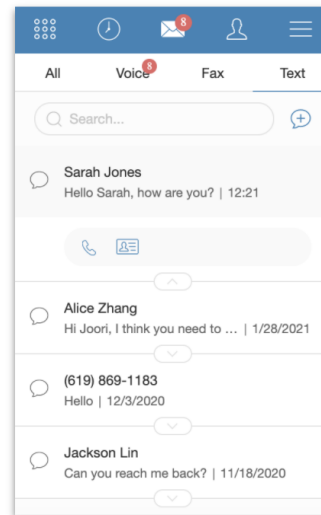 8
All
Voice 8
Fax
Text
Search...
Sarah Jones
Hello Sarah, how are you? | 12:21
Alice Zhang
Hi Joori, I think you need to ... | 1/28/2021
(619) 869-1183
Hello | 12/3/2020
Jackson Lin
Can you reach me back? | 11/18/2020